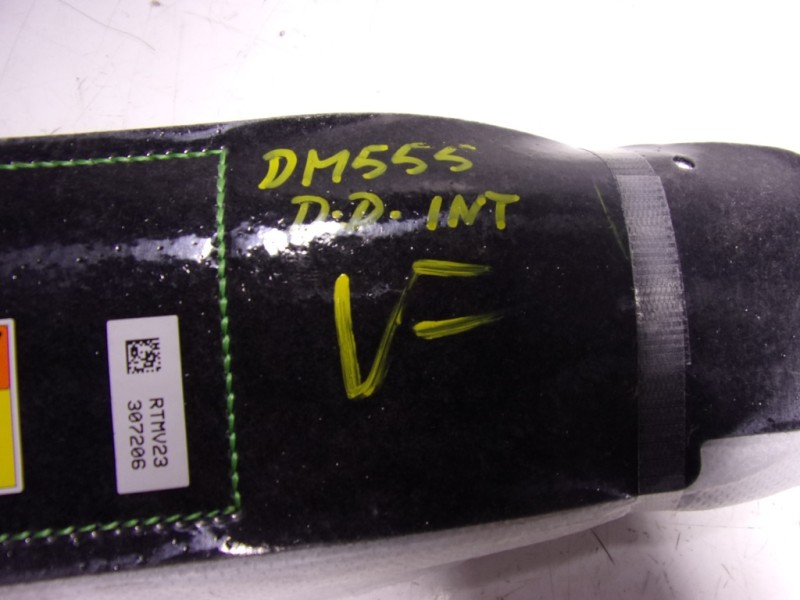 DM555
D.D. INT
VF
RTMV23
307206